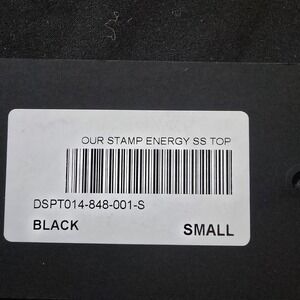 OUR STAMP ENERGY SS TOP
DSPT014-848-001-S
BLACK SMALL